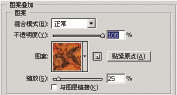 图案叠加
图案
混合模式(B): 正常
不透明度(Y): 100 %
图案: 贴紧原点(A)
缩放(S): 25 %
与图层链接(K)